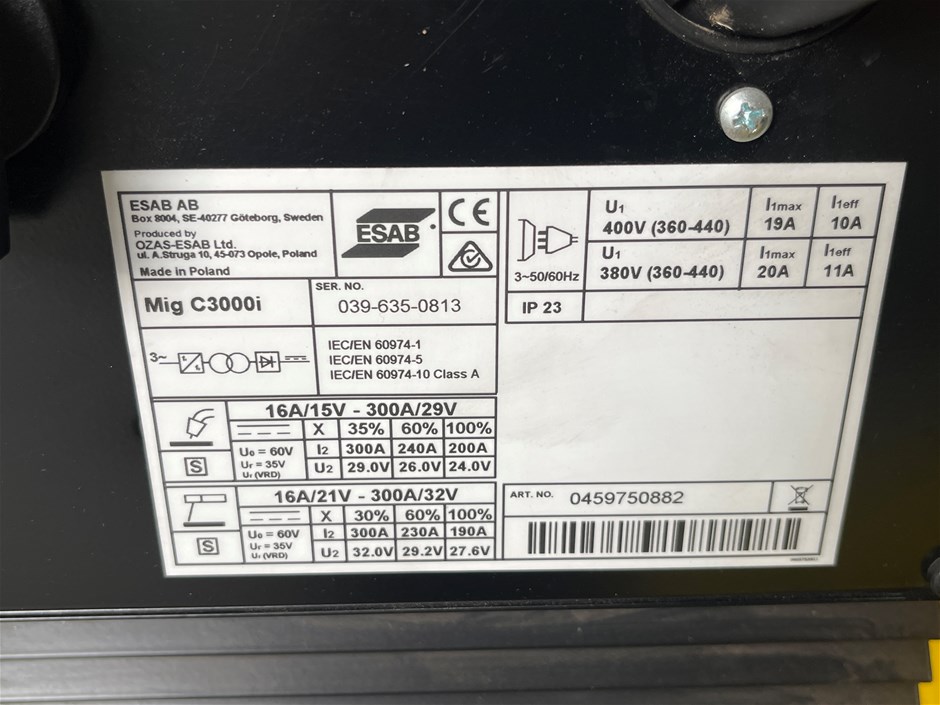 ESAB AB
Box 8004, SE-40277 Göteborg, Sweden
Produced by
OZAS-ESAB Ltd.
ul. A.Struga 10, 45-073 Opole, Poland
Made in Poland
ESAB
CE
Mig C3000i
SER. NO.
039-635-0813
3~
IEC/EN 60974-1
IEC/EN 60974-5
IEC/EN 60974-10 Class A
3~50/60Hz
U1
400V (360-440)
I1max
19A
I1eff
10A
U1
380V (360-440)
I1max
20A
I1eff
11A
IP 23
16A/15V - 300A/29V
X 35% 60% 100%
I2 300A 240A 200A
U2 29.0V 26.0V 24.0V
S
U0 = 60V
Ur = 35V
Ur (VRD)
16A/21V - 300A/32V
X 30% 60% 100%
I2 300A 230A 190A
U2 32.0V 29.2V 27.6V
S
U0 = 60V
Ur = 35V
Ur (VRD)
ART. NO. 0459750882